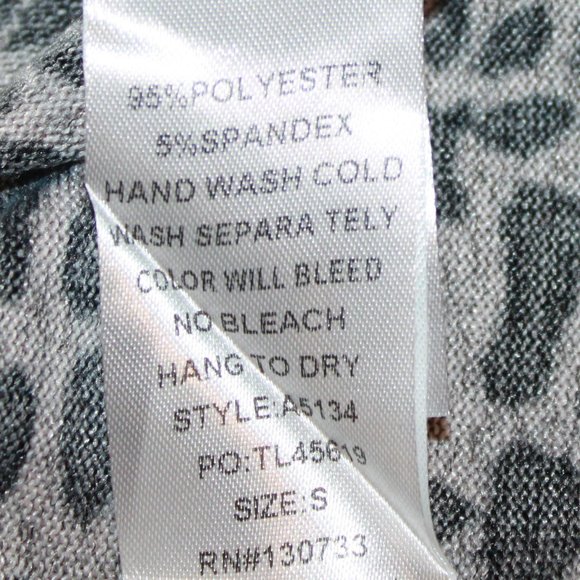 95%POLYESTER
5%SPANDEX
HAND WASH COLD
WASH SEPARA TELY
COLOR WILL BLEED
NO BLEACH
HANG TO DRY
STYLE:A5134
PO:TL45619
SIZE:S
RN#130733